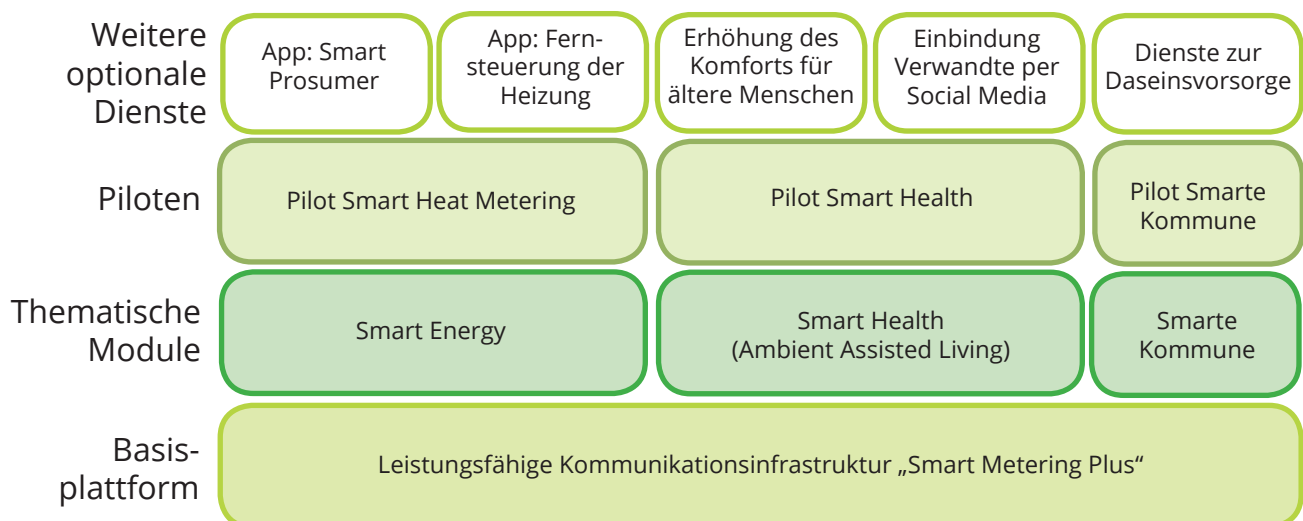 Weitere
optionale
Dienste
App: Smart
Prosumer
App: Fern-
steuerung der
Heizung
Erhöhung des
Komforts für
ältere Menschen
Einbindung
Verwandte per
Social Media
Dienste zur
Daseinsvorsorge
Piloten
Pilot Smart Heat Metering
Pilot Smart Health
Pilot Smarte
Kommune
Thematische
Module
Smart Energy
Smart Health
(Ambient Assisted Living)
Smarte
Kommune
Basis-
plattform
Leistungsfähige Kommunikationsinfrastruktur „Smart Metering Plus“